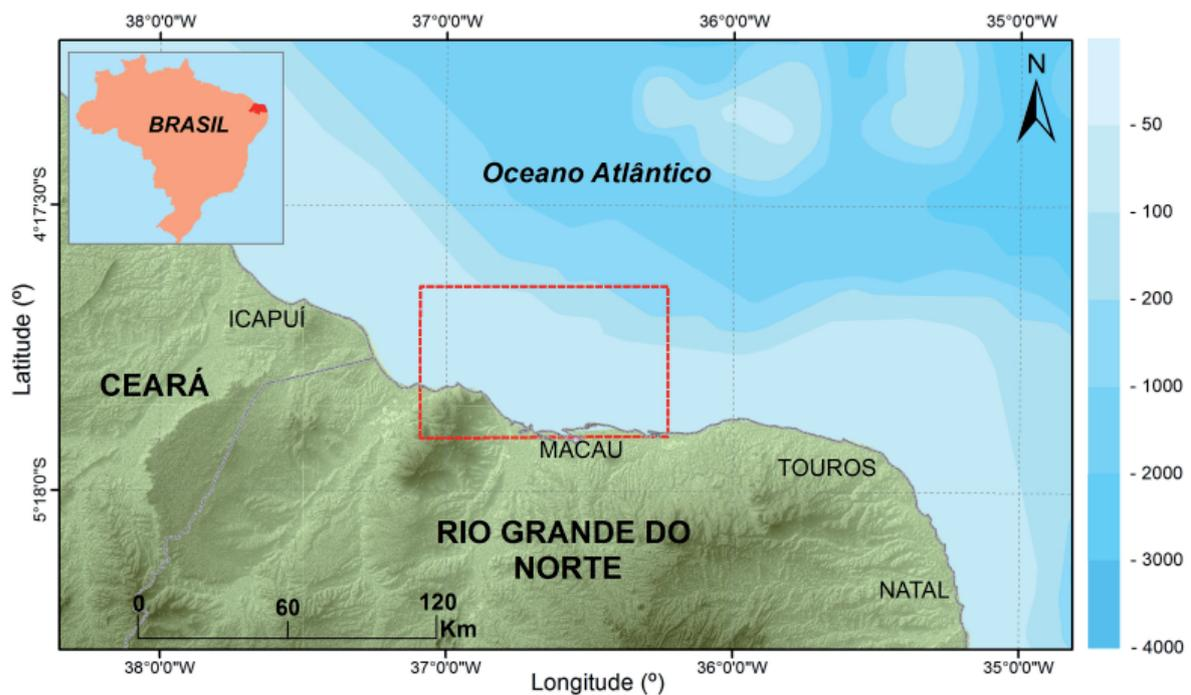 38°0'0"W 37°0'0"W 36°0'0"W 35°0'0"W
BRASIL
N
Oceano Atlântico
4°17'30"S
5°18'0"S
Latitude (º)
ICAPUÍ
CEARÁ
MACAU
TOUROS
RIO GRANDE DO
NORTE
NATAL
0 60 120
Km
- 50
- 100
- 200
- 1000
- 2000
- 3000
- 4000
38°0'0"W 37°0'0"W 36°0'0"W 35°0'0"W
Longitude (º)